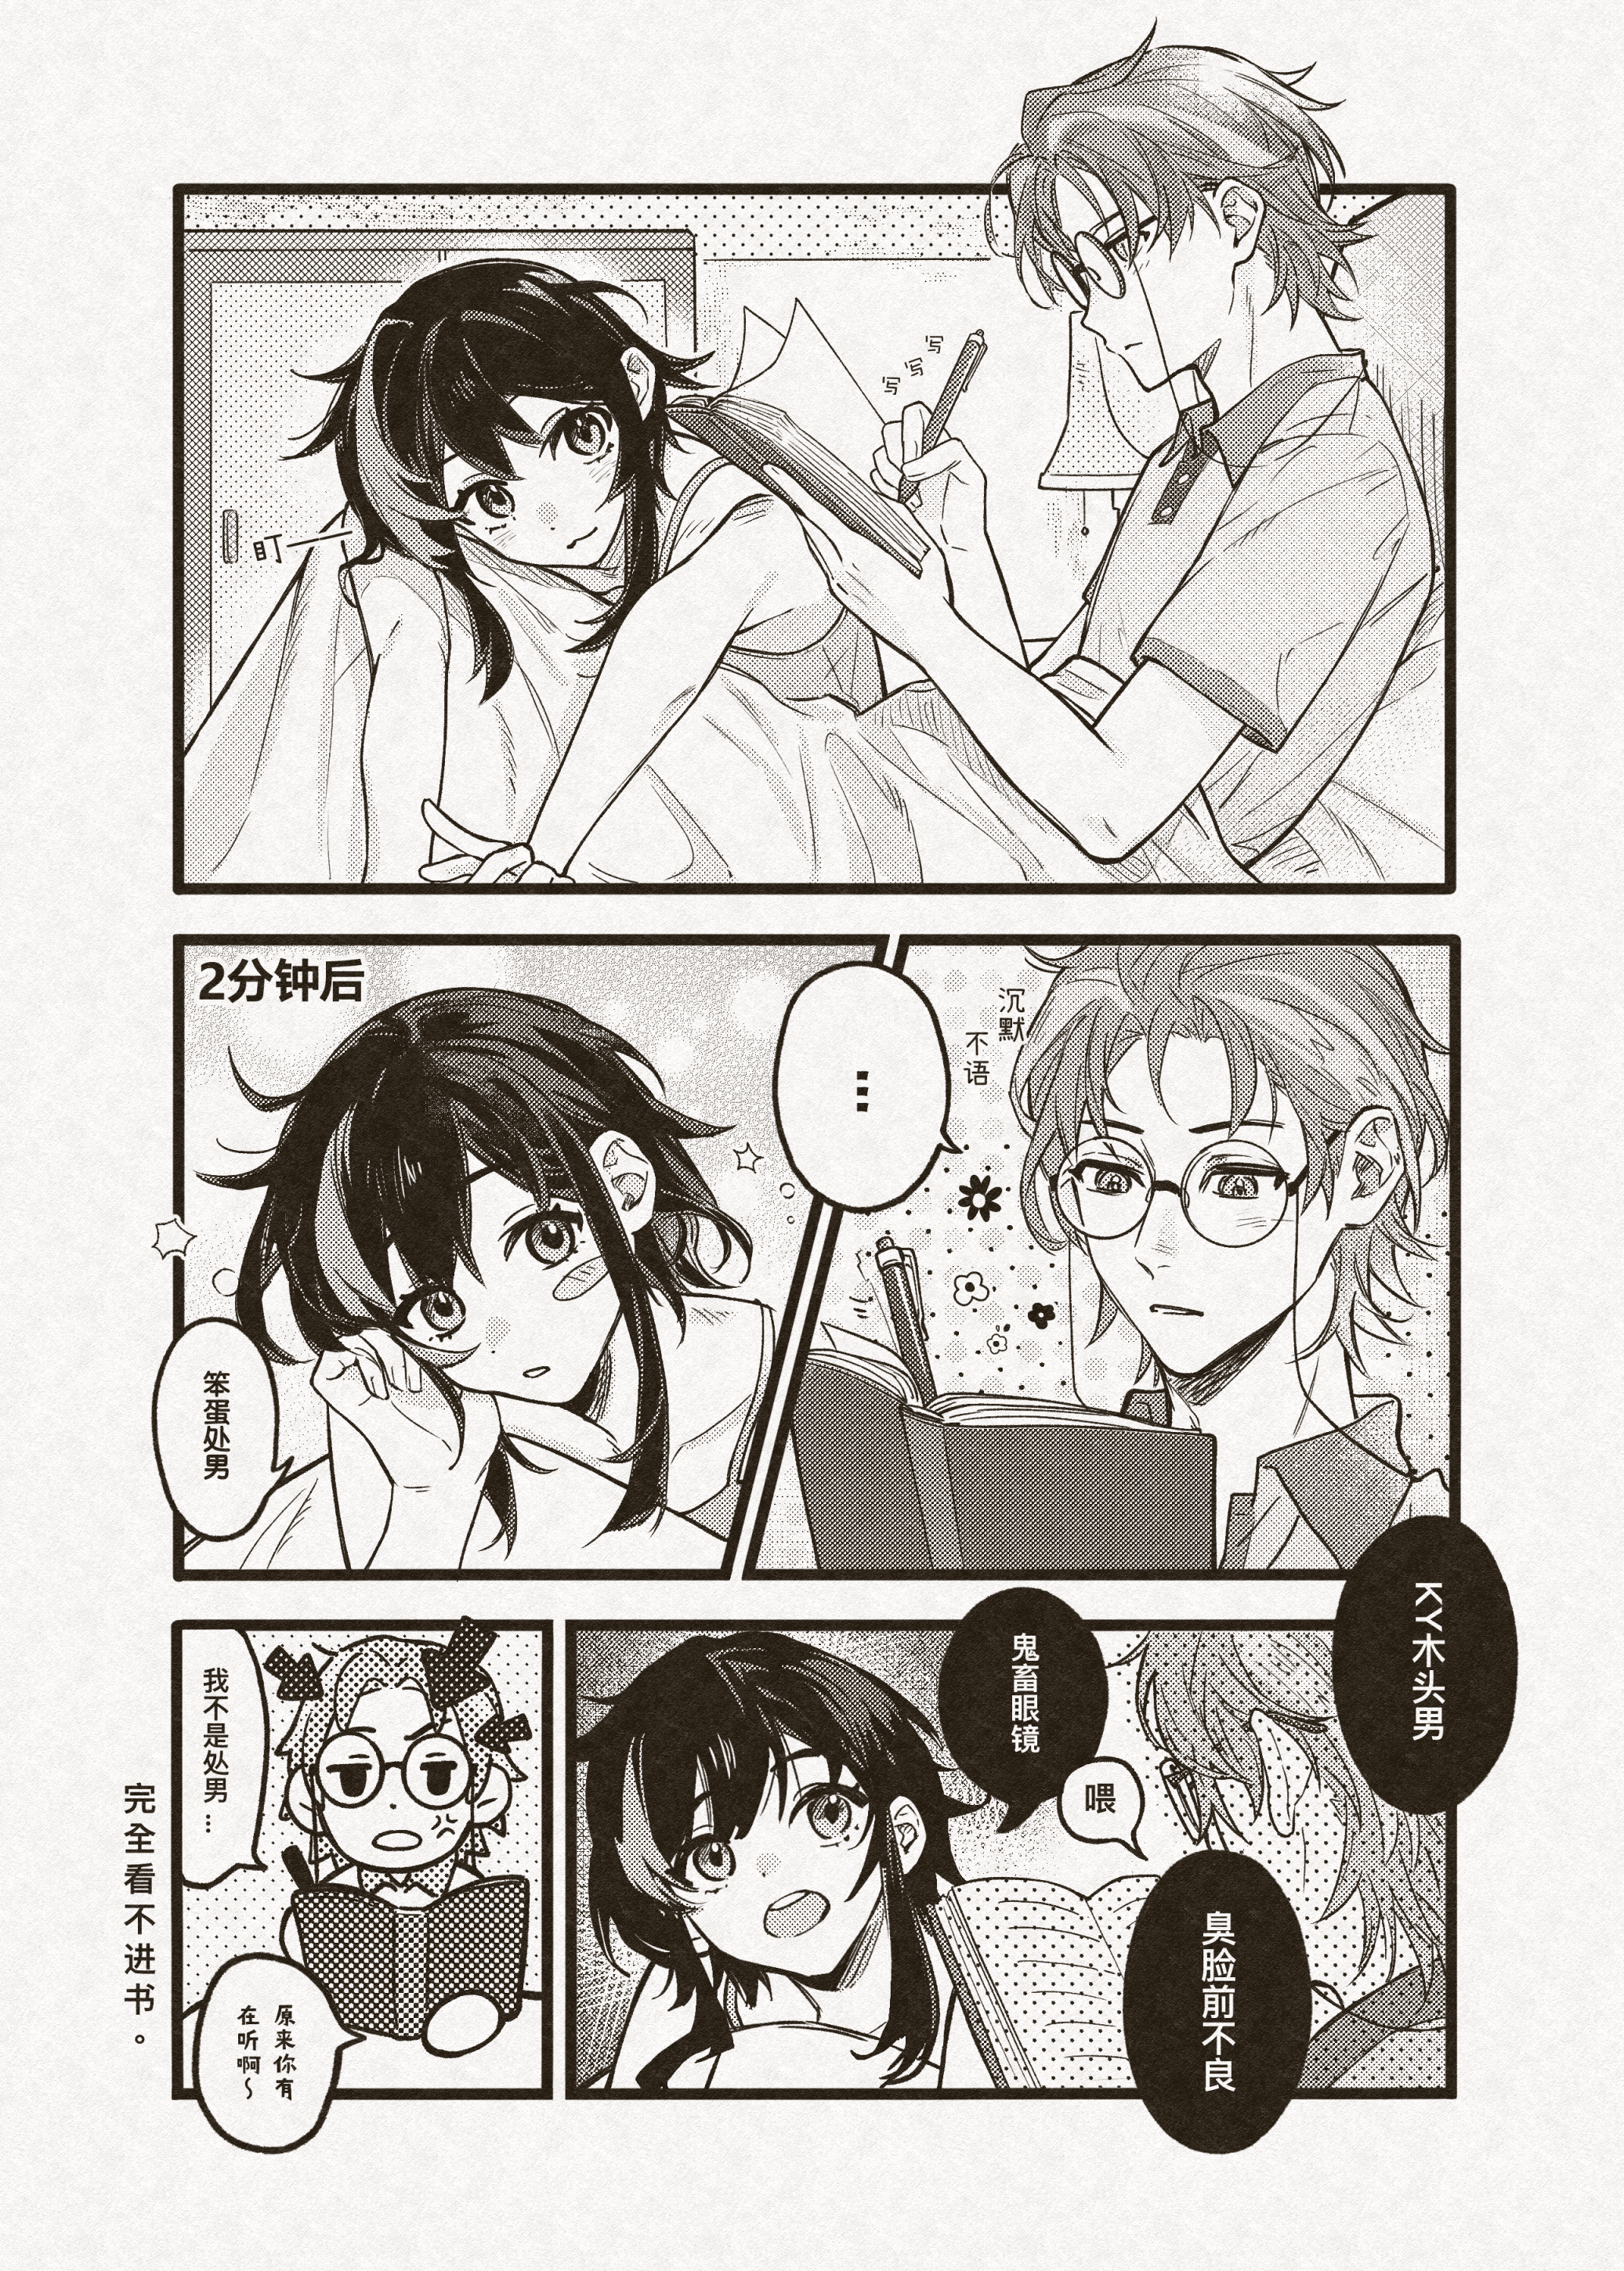 写
写
写
盯
沉默
不语
…
2分钟后
笨蛋处男
KY木头男
鬼畜眼镜
喂
臭脸前不良
我不是处男…
原来你有
在听啊～
完全看不进书。